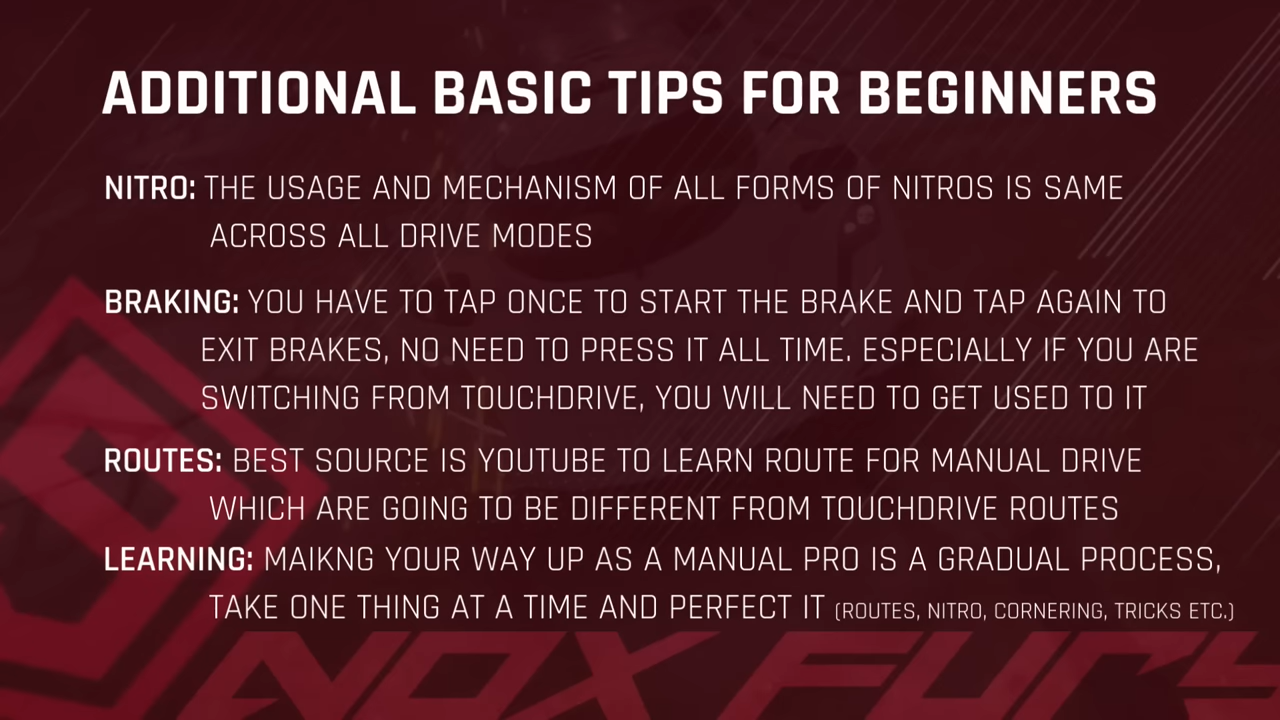 ADDITIONAL BASIC TIPS FOR BEGINNERS
NITRO: THE USAGE AND MECHANISM OF ALL FORMS OF NITROS IS SAME
ACROSS ALL DRIVE MODES
BRAKING: YOU HAVE TO TAP ONCE TO START THE BRAKE AND TAP AGAIN TO
EXIT BRAKES, NO NEED TO PRESS IT ALL TIME. ESPECIALLY IF YOU ARE
SWITCHING FROM TOUCHDRIVE, YOU WILL NEED TO GET USED TO IT
ROUTES: BEST SOURCE IS YOUTUBE TO LEARN ROUTE FOR MANUAL DRIVE
WHICH ARE GOING TO BE DIFFERENT FROM TOUCHDRIVE ROUTES
LEARNING: MAIKNG YOUR WAY UP AS A MANUAL PRO IS A GRADUAL PROCESS,
TAKE ONE THING AT A TIME AND PERFECT IT (ROUTES, NITRO, CORNERING, TRICKS ETC.)
NOX FURY